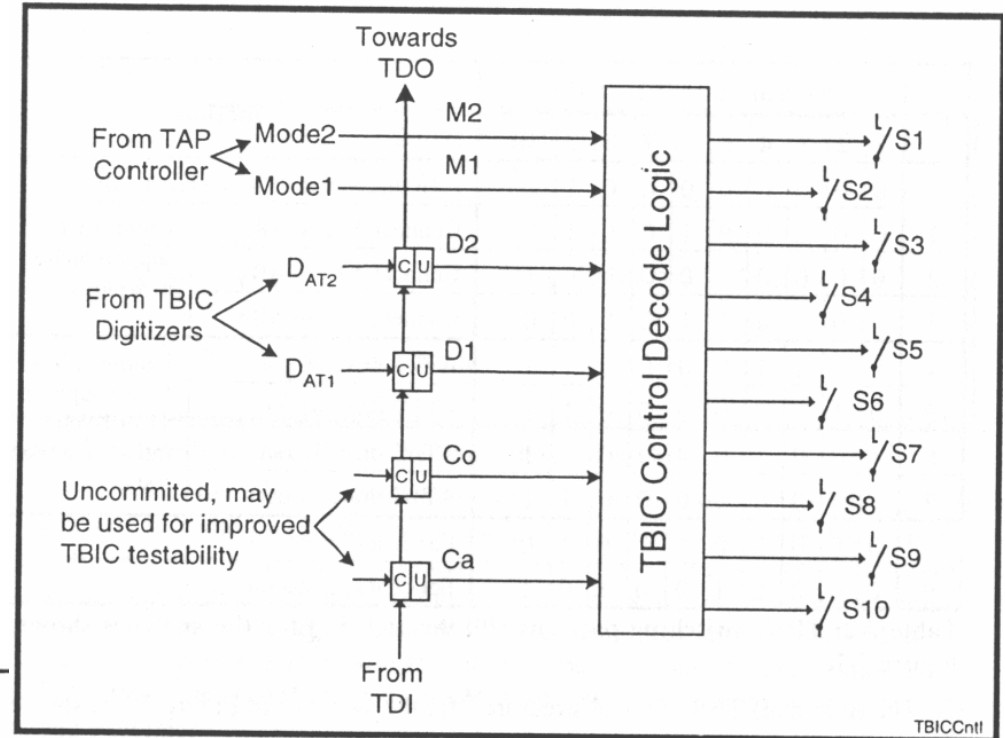 Towards
TDO
M2
From TAP
Controller
Mode2
Mode1
M1
D2
D_AT2
C U
From TBIC
Digitizers
D1
D_AT1
C U
Co
C U
Uncommited, may
be used for improved
TBIC testability
Ca
C U
From
TDI
TBIC Control Decode Logic
S1
S2
S3
S4
S5
S6
S7
S8
S9
S10
TBICCntl